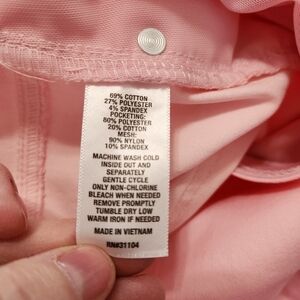 69% COTTON
27% POLYESTER
4% SPANDEX
POCKETING:
80% POLYESTER
20% COTTON
MESH:
90% NYLON
10% SPANDEX
MACHINE WASH COLD
INSIDE OUT AND
SEPARATELY
GENTLE CYCLE
ONLY NON-CHLORINE
BLEACH WHEN NEEDED
REMOVE PROMPTLY
TUMBLE DRY LOW
WARM IRON IF NEEDED
MADE IN VIETNAM
RN#31104